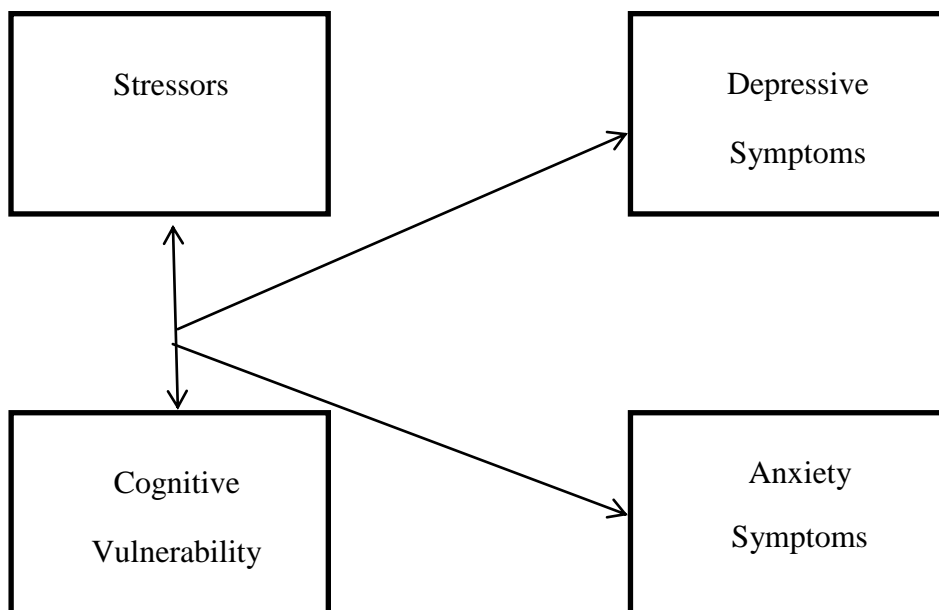 Stressors
Depressive
Symptoms
Cognitive
Vulnerability
Anxiety
Symptoms